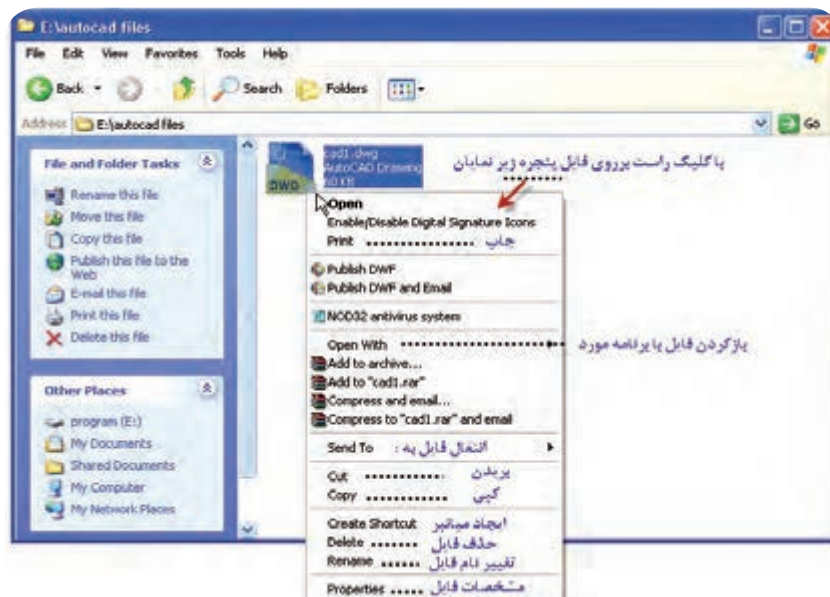 E:\autocad files
File Edit View Favorites Tools Help
Back Search Folders
Address E:\autocad files Go
File and Folder Tasks
Rename this file
Move this file
Copy this file
Publish this file to the
Web
E-mail this file
Print this file
Delete this file
Other Places
program (E:)
My Documents
Shared Documents
My Computer
My Network Places
DWG
cad1.dwg
AutoCAD Drawing
60 KB
با کلیک راست برروی فایل پنجره زیر نمایان
Open
Enable/Disable Digital Signature Icons
Print ................. چاپ
Publish DWF
Publish DWF and Email
NOD32 antivirus system
Open With بازکردن فایل با برنامه مورد
Add to archive...
Add to "cad1.rar"
Compress and email...
Compress to "cad1.rar" and email
Send To انتقال فایل به :
Cut ............. بریدن
Copy ............. کپی
Create Shortcut ایجاد میانبر
Delete ....... حذف فایل
Rename ...... تغییر نام فایل
Properties ..... مشخصات فایل